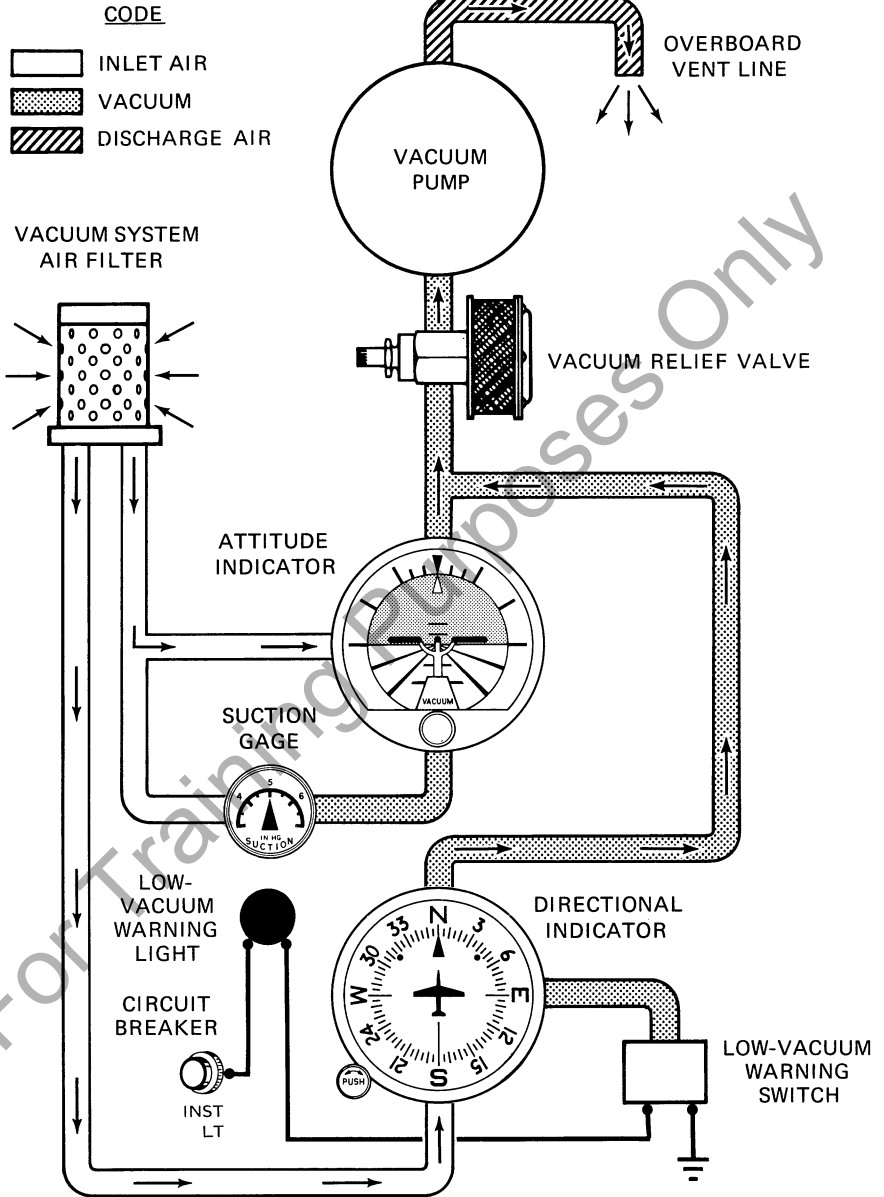 CODE
INLET AIR
VACUUM
DISCHARGE AIR
OVERBOARD
VENT LINE
VACUUM
PUMP
VACUUM SYSTEM
AIR FILTER
VACUUM RELIEF VALVE
ATTITUDE
INDICATOR
VACUUM
SUCTION
GAGE
4 5 6
IN HG
SUCTION
LOW-
VACUUM
WARNING
LIGHT
DIRECTIONAL
INDICATOR
N 3 6 E 12 15 S 21 24 W 30 33
PUSH
CIRCUIT
BREAKER
INST
LT
LOW-VACUUM
WARNING
SWITCH
For Training Purposes Only